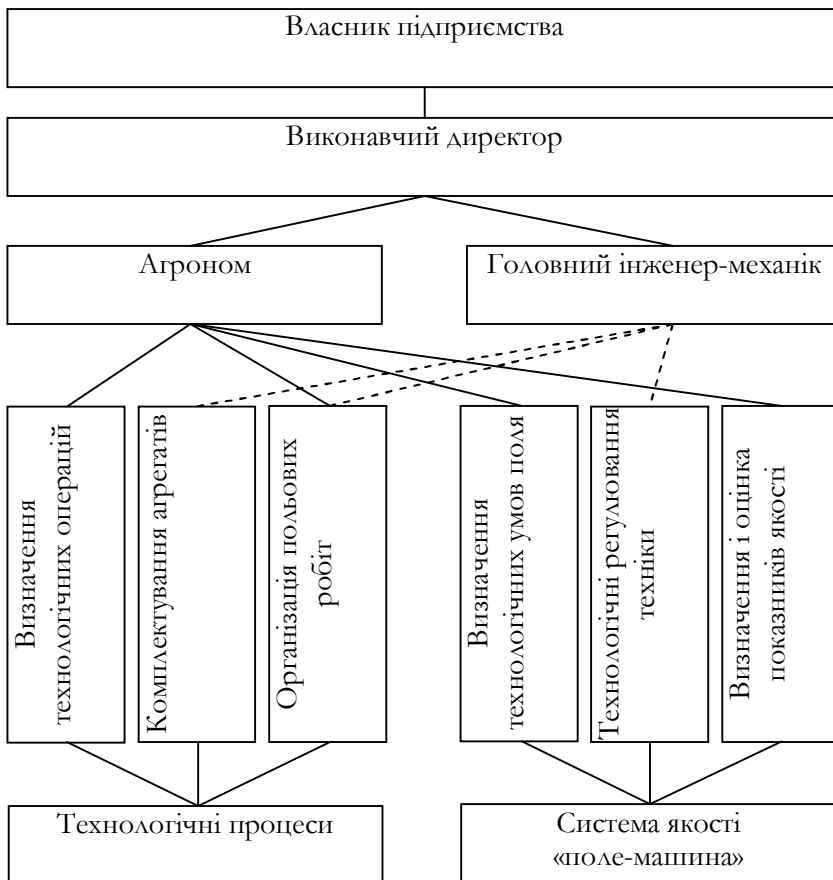 Власник підприємства
Виконавчий директор
Агроном
Головний інженер-механік
Визначення
технологічних операцій
Комплектування агрегатів
Організація польових
робіт
Визначення
технологічних умов поля
Технологічні регулювання
техніки
Визначення і оцінка
показників якості
Технологічні процеси
Система якості
«поле-машина»